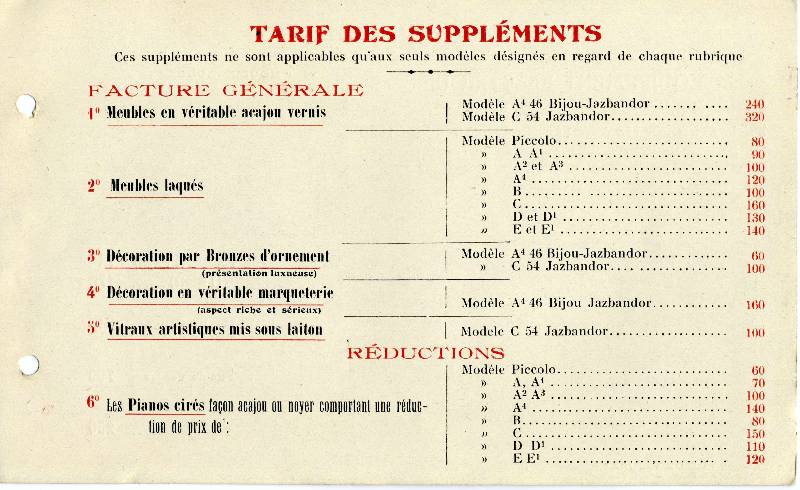 TARIF DES SUPPLÉMENTS
Ces suppléments ne sont applicables qu'aux seuls modèles désignés en regard de chaque rubrique
FACTURE GÉNÉRALE
1º Meubles en véritable acajou vernis
Modèle A⁴ 46 Bijou-Jazbandor ....... .... 240
Modèle C 54 Jazbandor.................. 320
2º Meubles laqués
Modèle Piccolo.......................... 80
» A A¹ ........................... 90
» A² et A³ ........................ 100
» A⁴ .............................. 120
» B................................ 100
» C................................ 160
» D et D¹ ......................... 130
» E et E¹ ......................... 140
3º Décoration par Bronzes d'ornement
(présentation luxueuse)
Modèle A⁴ 46 Bijou-Jazbandor............ 60
» C 54 Jazbandor.... ............. 100
4º Décoration en véritable marqueterie
(aspect riche et sérieux)
Modèle A⁴ 46 Bijou Jazbandor............ 160
5º Vitraux artistiques mis sous laiton
Modèle C 54 Jazbandor.................. 100
RÉDUCTIONS
6º Les Pianos cirés façon acajou ou noyer comportant une réduc-
tion de prix de :
Modèle Piccolo.......................... 60
» A, A¹ ........................... 70
» A² A³ ........................... 100
» A⁴ .............................. 140
» B................................ 80
» C ............................... 150
» D D¹ ............................ 110
» E E¹ ............................ 120